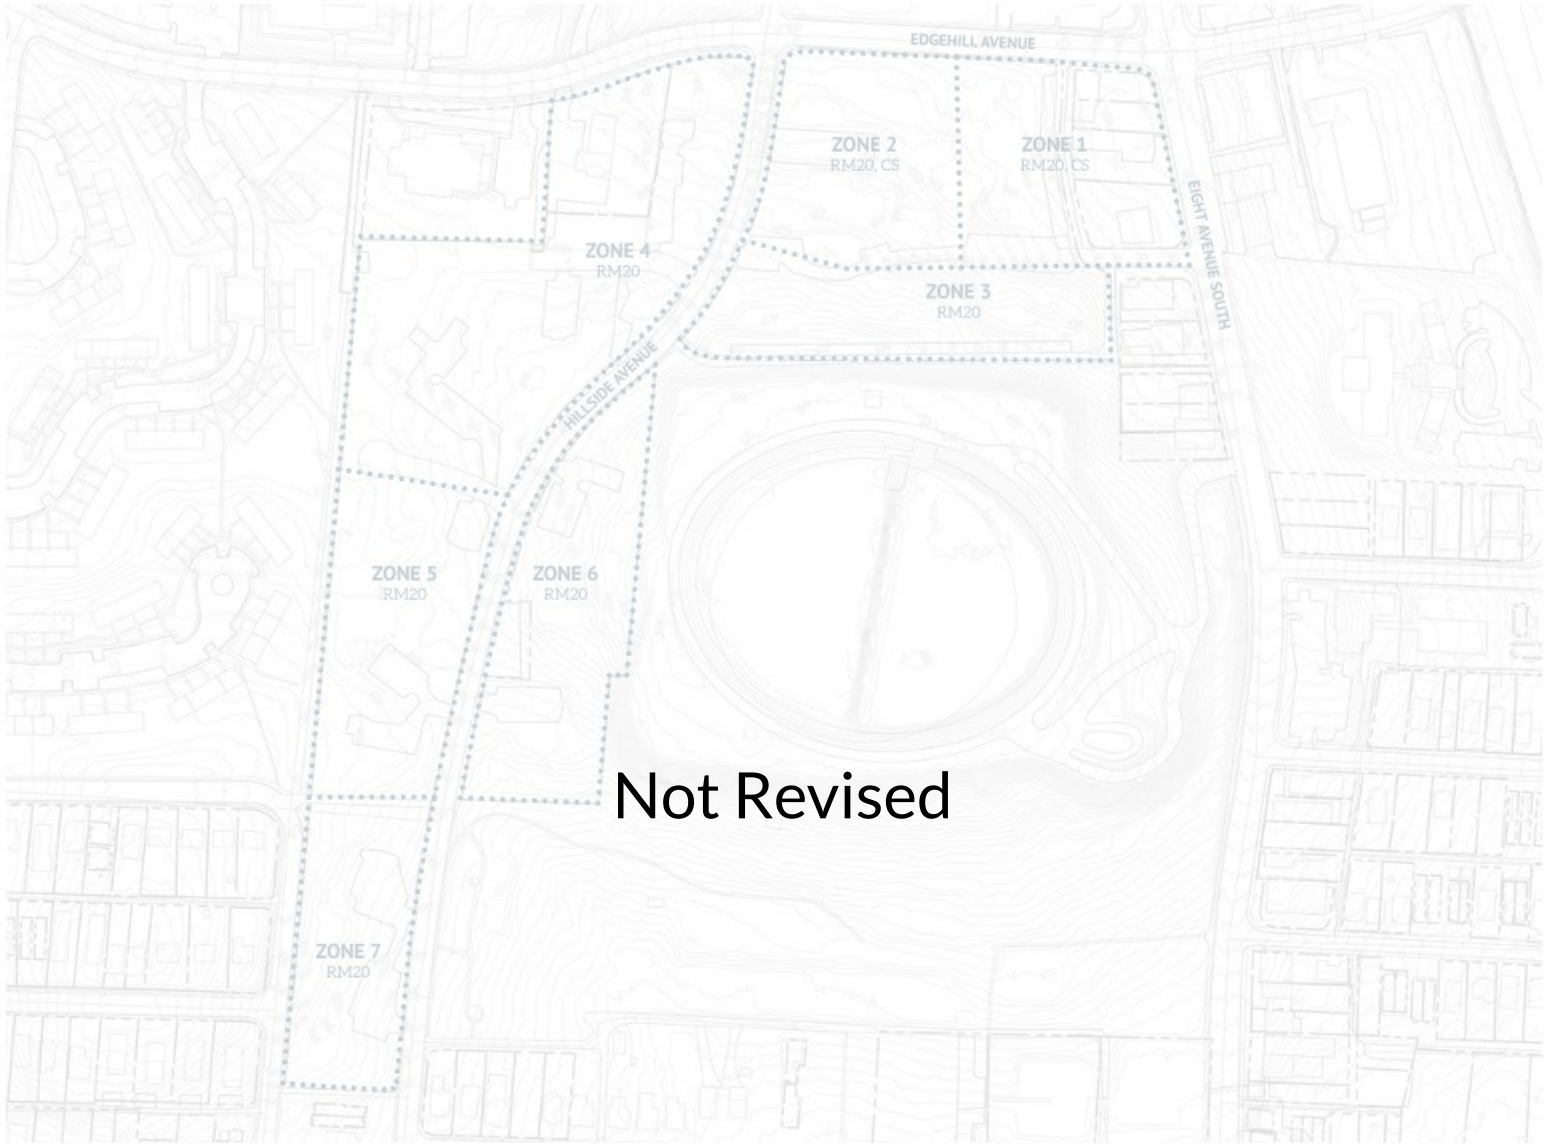 EDGEHILL AVENUE
ZONE 2
RM20, CS
ZONE 1
RM20, CS
EIGHT AVENUE SOUTH
ZONE 4
RM20
ZONE 3
RM20
HILLSIDE AVENUE
ZONE 5
RM20
ZONE 6
RM20
Not Revised
ZONE 7
RM20